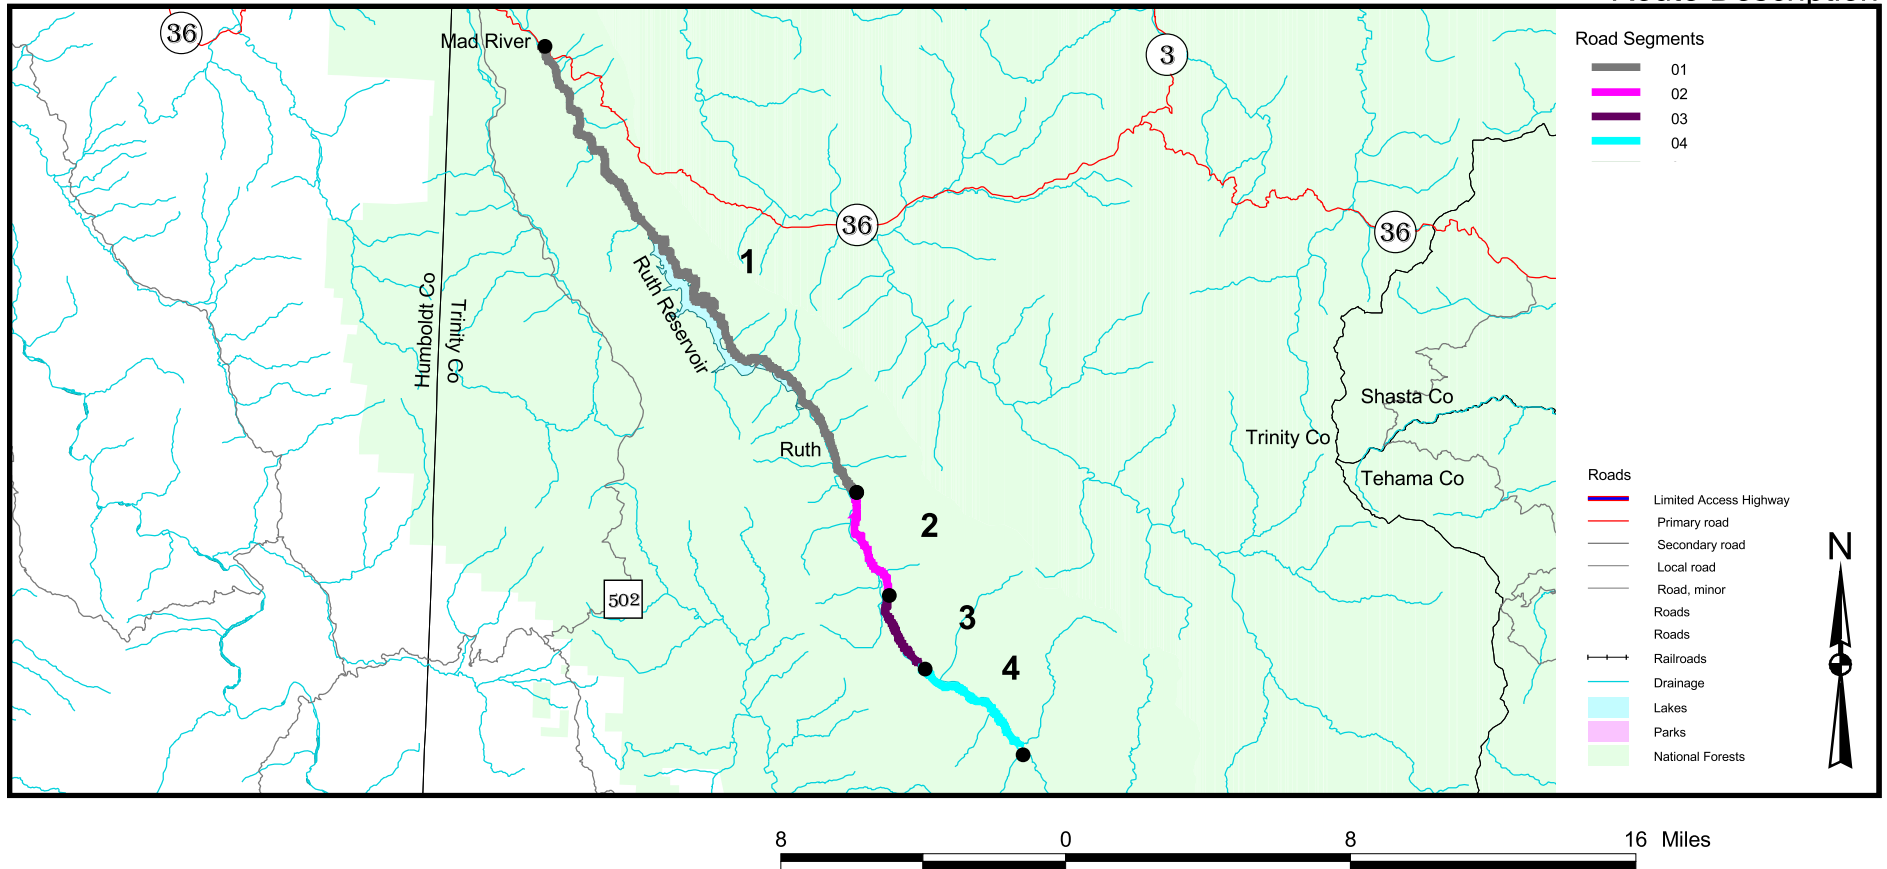 Route Description
36
Mad River
3
Road Segments
01
02
03
04
36
36
1
Ruth Reservoir
Humboldt Co
Trinity Co
Shasta Co
Trinity Co
Tehama Co
Ruth
2
502
3
4
Roads
Limited Access Highway
Primary road
Secondary road
Local road
Road, minor
Roads
Roads
Railroads
Drainage
Lakes
Parks
National Forests
N
8 0 8 16 Miles